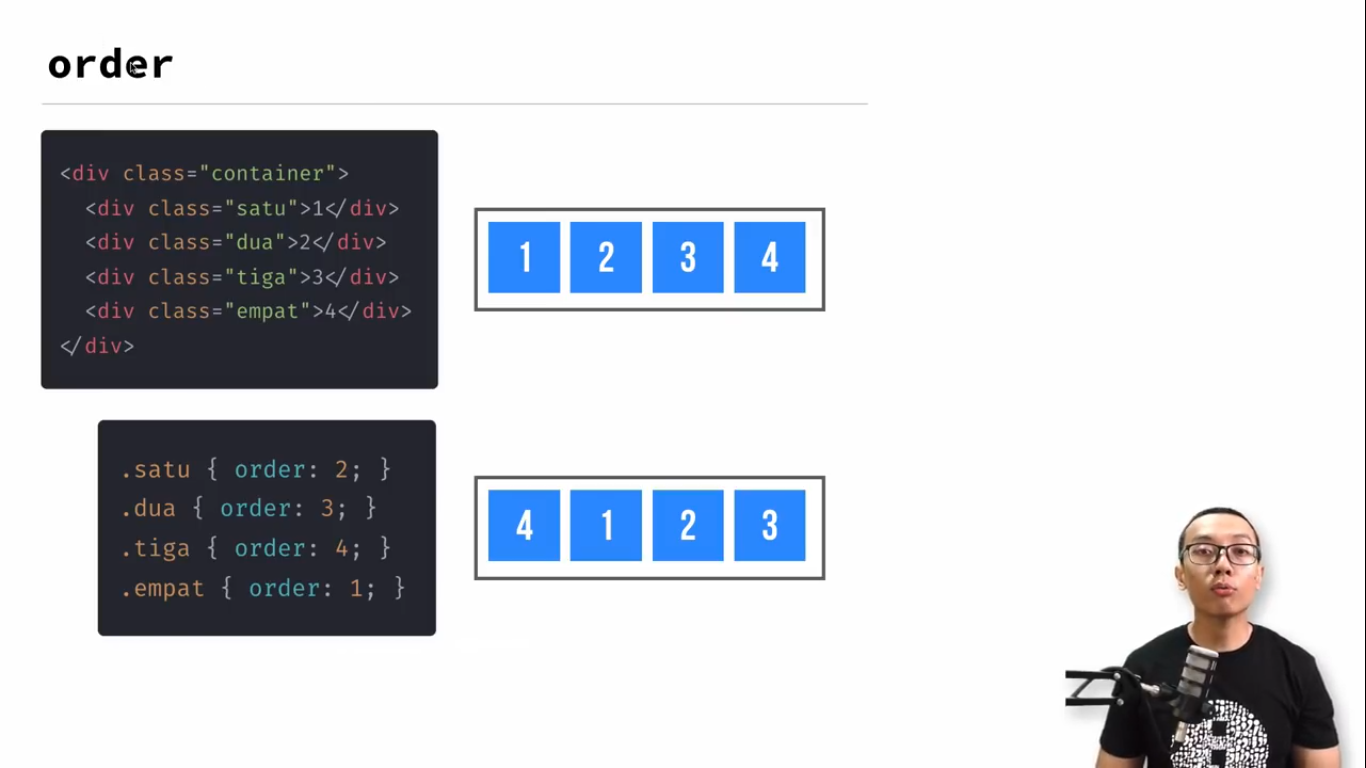 order
<div class="container">
  <div class="satu">1</div>
  <div class="dua">2</div>
  <div class="tiga">3</div>
  <div class="empat">4</div>
</div>
1 2 3 4
.satu { order: 2; }
.dua { order: 3; }
.tiga { order: 4; }
.empat { order: 1; }
4 1 2 3